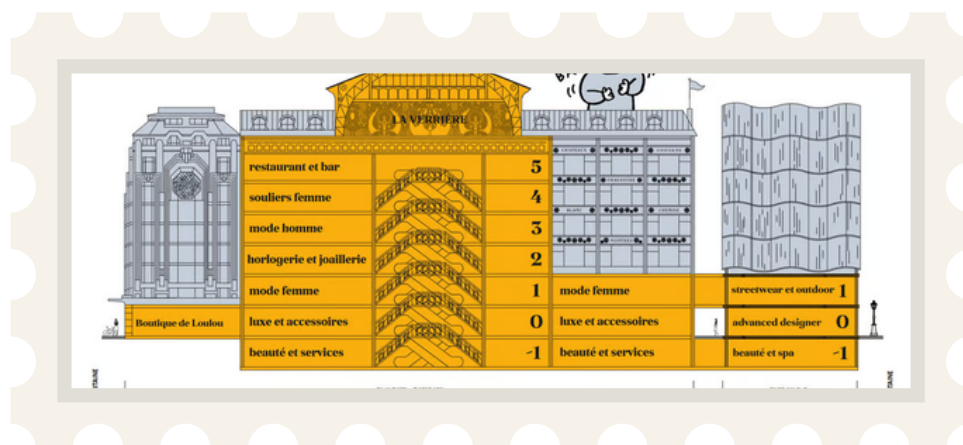 LA VERRIÈRE
restaurant et bar 5
souliers femme 4
mode homme 3
horlogerie et joaillerie 2
mode femme 1 mode femme streetwear et outdoor 1
Boutique de Loulou luxe et accessoires 0 luxe et accessoires advanced designer 0
beauté et services -1 beauté et services beauté et spa -1